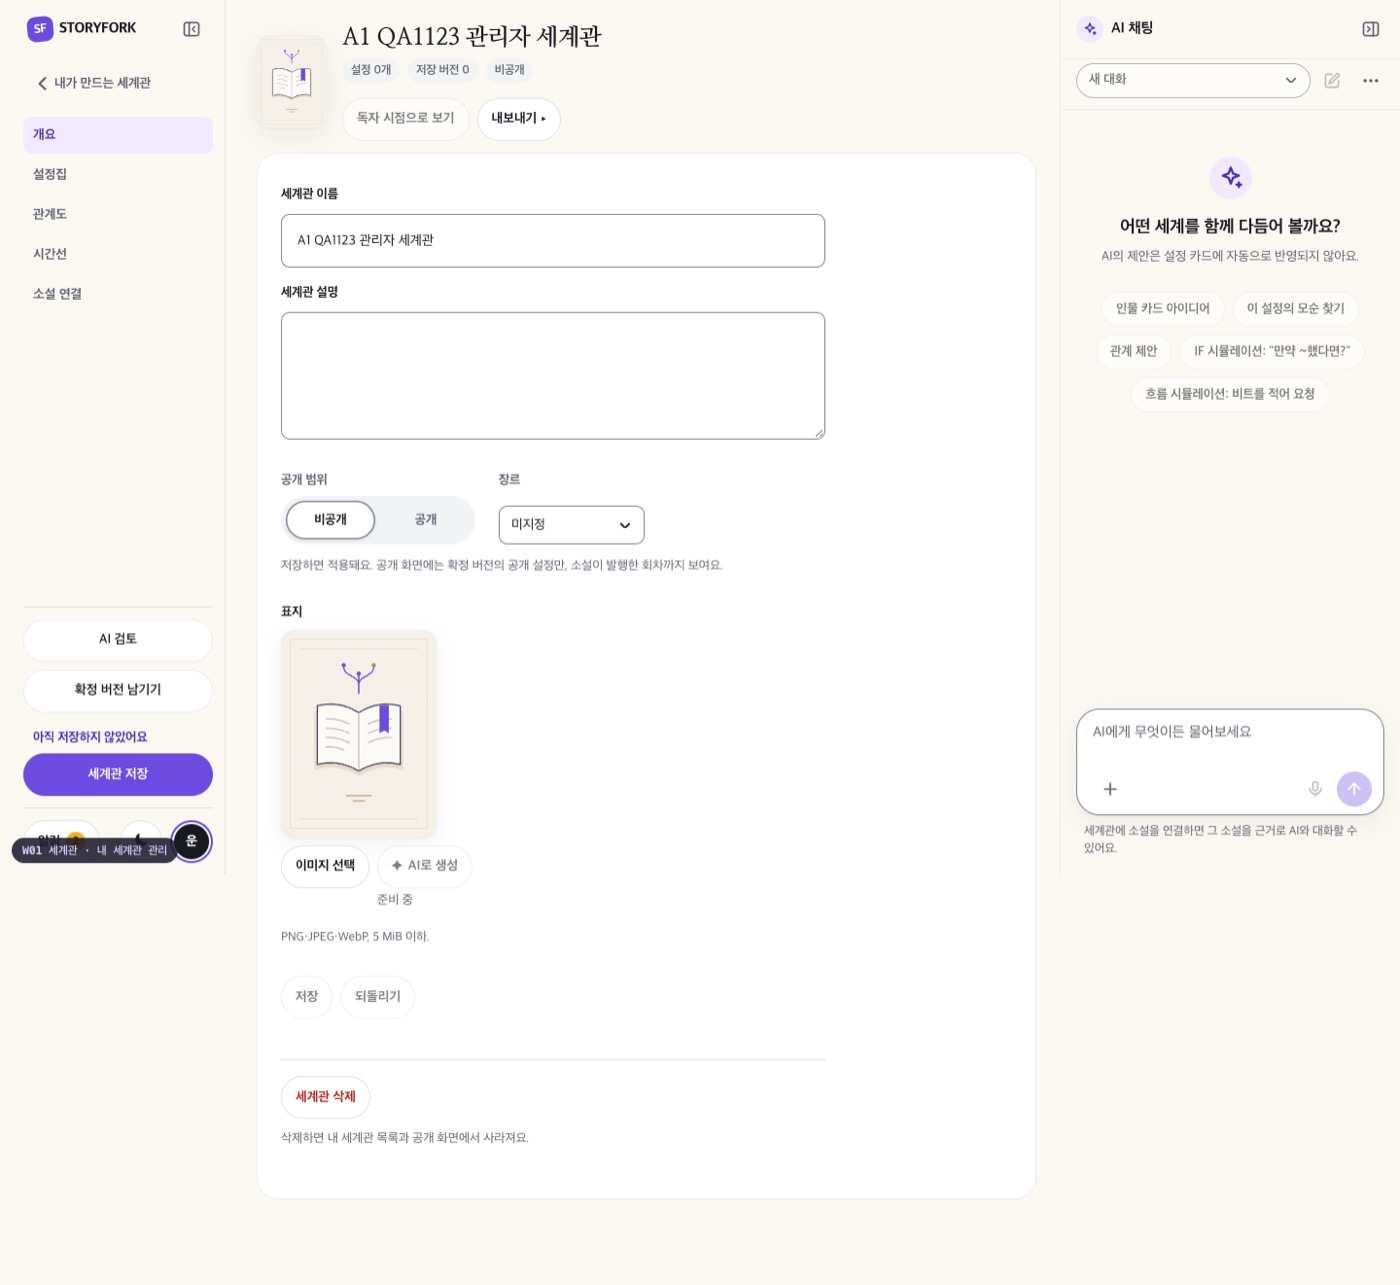 SF STORYFORK
내가 만드는 세계관
개요
설정집
관계도
시간선
소설 연결
AI 검토
확정 버전 남기기
아직 저장하지 않았어요
세계관 저장
운
W01 세계관 · 내 세계관 관리
A1 QA1123 관리자 세계관
설정 0개 저장 버전 0 비공개
독자 시점으로 보기 내보내기 ▸
세계관 이름
A1 QA1123 관리자 세계관
세계관 설명
공개 범위 장르
비공개 공개 미지정
저장하면 적용돼요. 공개 화면에는 확정 버전의 공개 설정만, 소설이 발행한 회차까지 보여요.
표지
이미지 선택 AI로 생성
준비 중
PNG·JPEG·WebP, 5 MiB 이하.
저장 되돌리기
세계관 삭제
삭제하면 내 세계관 목록과 공개 화면에서 사라져요.
AI 채팅
새 대화
어떤 세계를 함께 다듬어 볼까요?
AI의 제안은 설정 카드에 자동으로 반영되지 않아요.
인물 카드 아이디어 이 설정의 모순 찾기
관계 제안 IF 시뮬레이션: "만약 ~했다면?"
흐름 시뮬레이션: 비트를 적어 요청
AI에게 무엇이든 물어보세요
세계관에 소설을 연결하면 그 소설을 근거로 AI와 대화할 수
있어요.